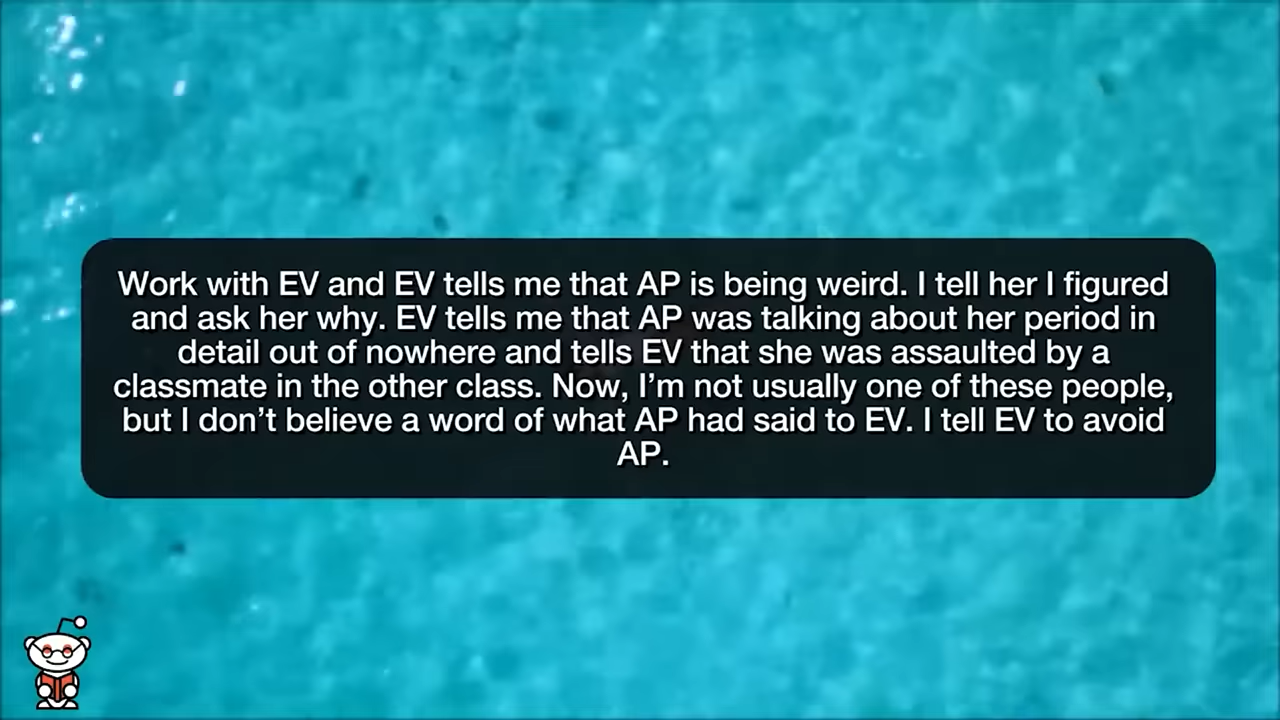 Work with EV and EV tells me that AP is being weird. I tell her I figured
and ask her why. EV tells me that AP was talking about her period in
detail out of nowhere and tells EV that she was assaulted by a
classmate in the other class. Now, I’m not usually one of these people,
but I don’t believe a word of what AP had said to EV. I tell EV to avoid
AP.